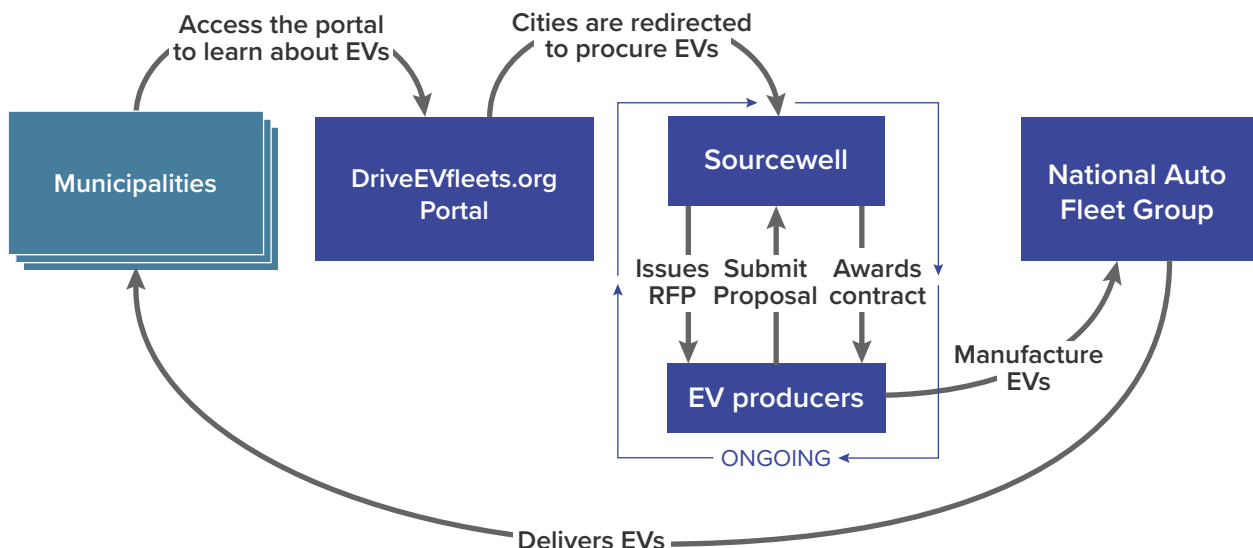 Access the portal
to learn about EVs
Cities are redirected
to procure EVs
Municipalities
DriveEVfleets.org
Portal
Sourcewell
National Auto
Fleet Group
Issues
RFP
Submit
Proposal
Awards
contract
Manufacture
EVs
EV producers
ONGOING
Delivers EVs